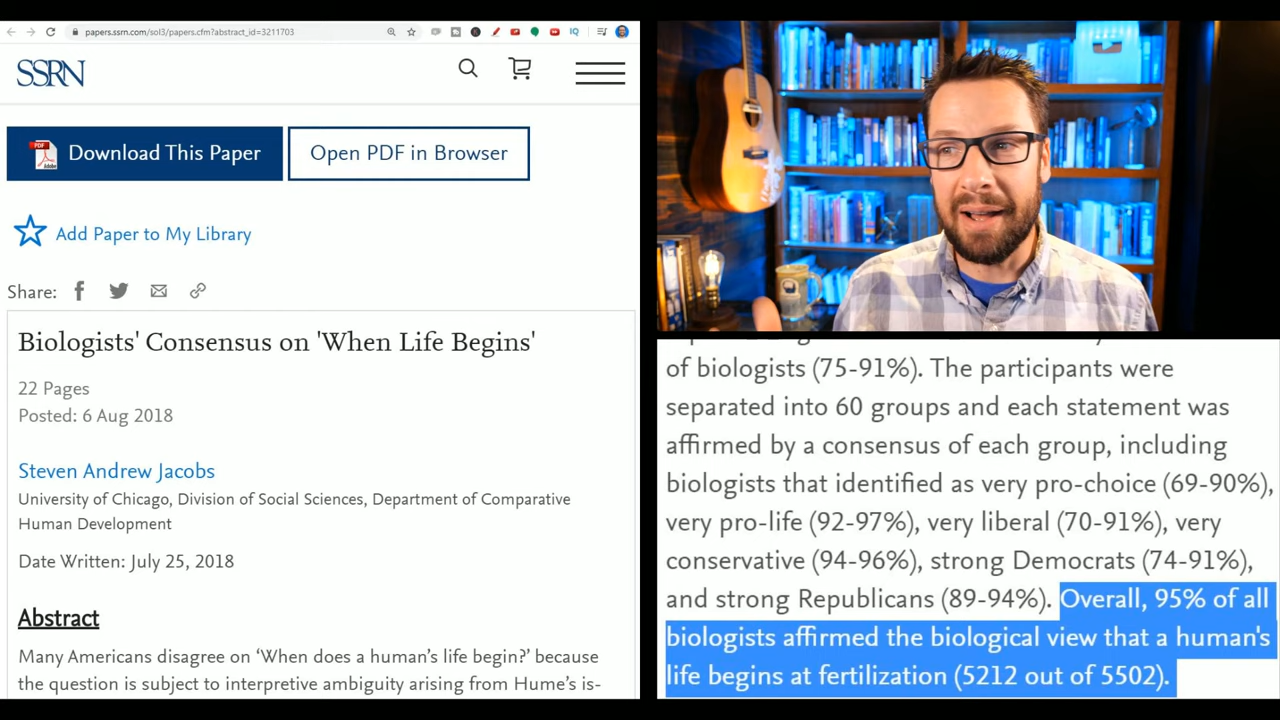 papers.ssrn.com/sol3/papers.cfm?abstract_id=3211703
IQ
SSRN
PDF
Adobe
Download This Paper
Open PDF in Browser
Add Paper to My Library
Share:
Biologists' Consensus on 'When Life Begins'
22 Pages
Posted: 6 Aug 2018
Steven Andrew Jacobs
University of Chicago, Division of Social Sciences, Department of Comparative
Human Development
Date Written: July 25, 2018
Abstract
Many Americans disagree on ‘When does a human’s life begin?’ because
the question is subject to interpretive ambiguity arising from Hume’s is-
of biologists (75-91%). The participants were
separated into 60 groups and each statement was
affirmed by a consensus of each group, including
biologists that identified as very pro-choice (69-90%),
very pro-life (92-97%), very liberal (70-91%), very
conservative (94-96%), strong Democrats (74-91%),
and strong Republicans (89-94%). Overall, 95% of all
biologists affirmed the biological view that a human's
life begins at fertilization (5212 out of 5502).